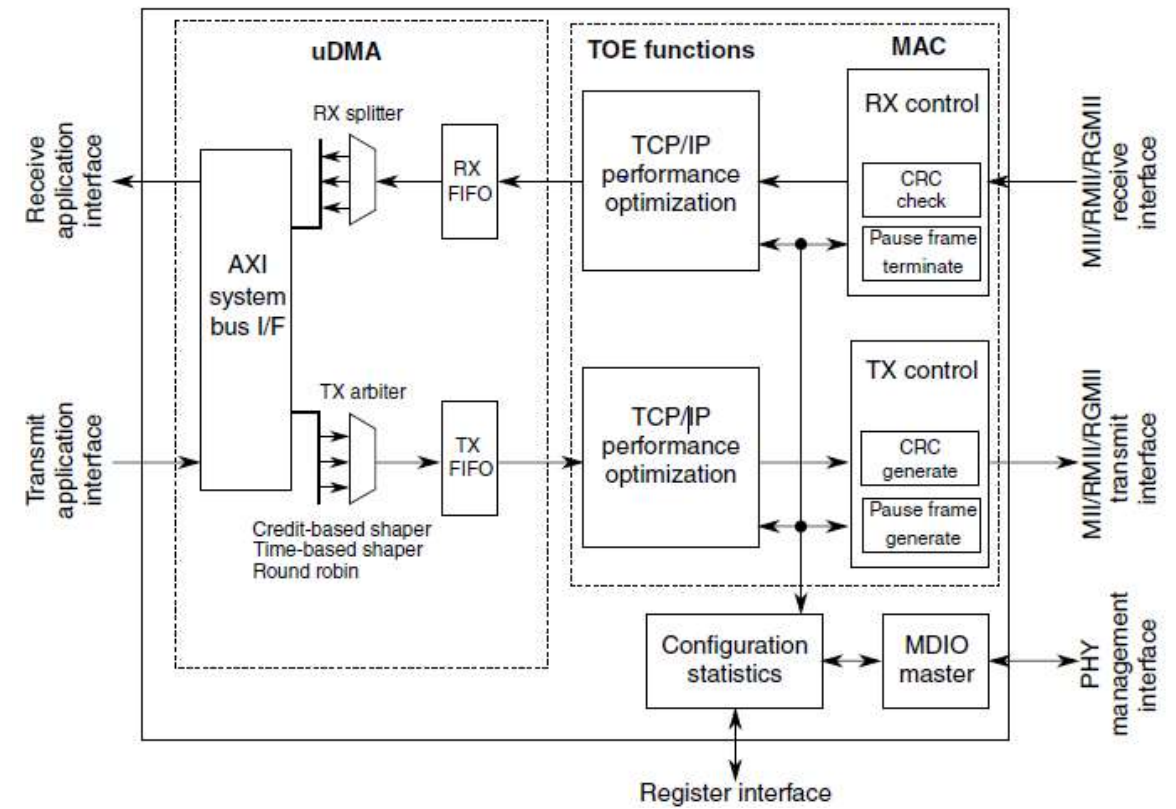 uDMA
TOE functions
MAC
RX splitter
RX control
Receive
application
interface
RX
FIFO
TCP/IP
performance
optimization
CRC
check
Pause frame
terminate
MII/RMII/RGMII
receive
interface
AXI
system
bus I/F
TX arbiter
TX control
Transmit
application
interface
TX
FIFO
TCP/IP
performance
optimization
CRC
generate
Pause frame
generate
MII/RMII/RGMII
transmit
interface
Credit-based shaper
Time-based shaper
Round robin
Configuration
statistics
MDIO
master
PHY
management
interface
Register interface